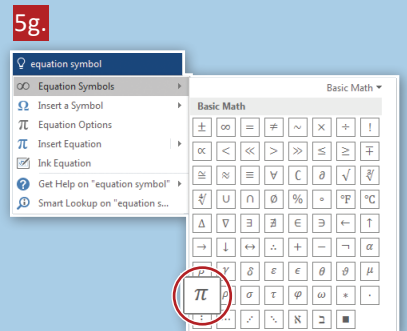 5g.
equation symbol
Equation Symbols
Insert a Symbol
Equation Options
Insert Equation
Ink Equation
Get Help on "equation symbol"
Smart Lookup on "equation s...
Basic Math
Basic Math
± ∞ = ≠ ~ × ÷ !
∝ < ≪ > ≫ ≤ ≥ ∓
≅ ≈ ≡ ∀ ∁ ∂ √ ∛
∜ ∪ ∩ ∅ % ° °F °C
∆ ∇ ∃ ∄ ∈ ∋ ← ↑
→ ↓ ↔ ∴ + − ¬ α
β γ δ ε ϵ θ ϑ μ
π ρ σ τ φ ω * ∙
⋮ ⋯ ⋰ ⋱ ℵ ℶ ∎